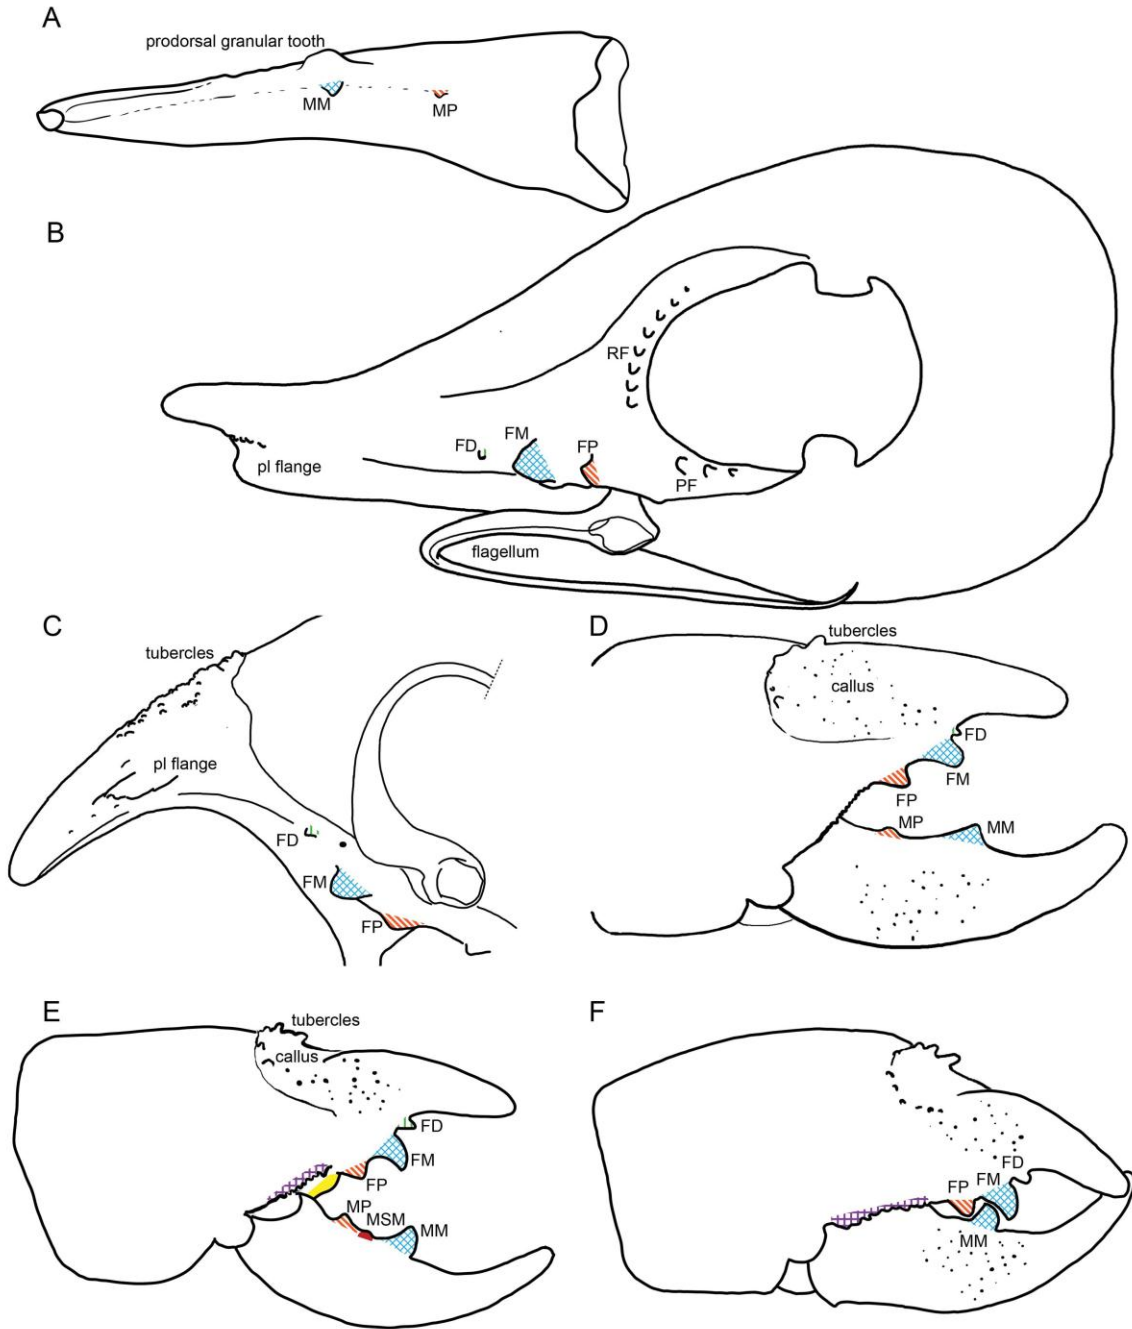 A
prodorsal granular tooth
MM
MP
B
RF
FD
FM
FP
pl flange
PF
flagellum
C
tubercles
pl flange
FD
FM
FP
D
tubercles
callus
FD
FM
FP
MP
MM
E
tubercles
callus
FD
FM
FP
MP
MSM
MM
F
FD
FP
FM
MM